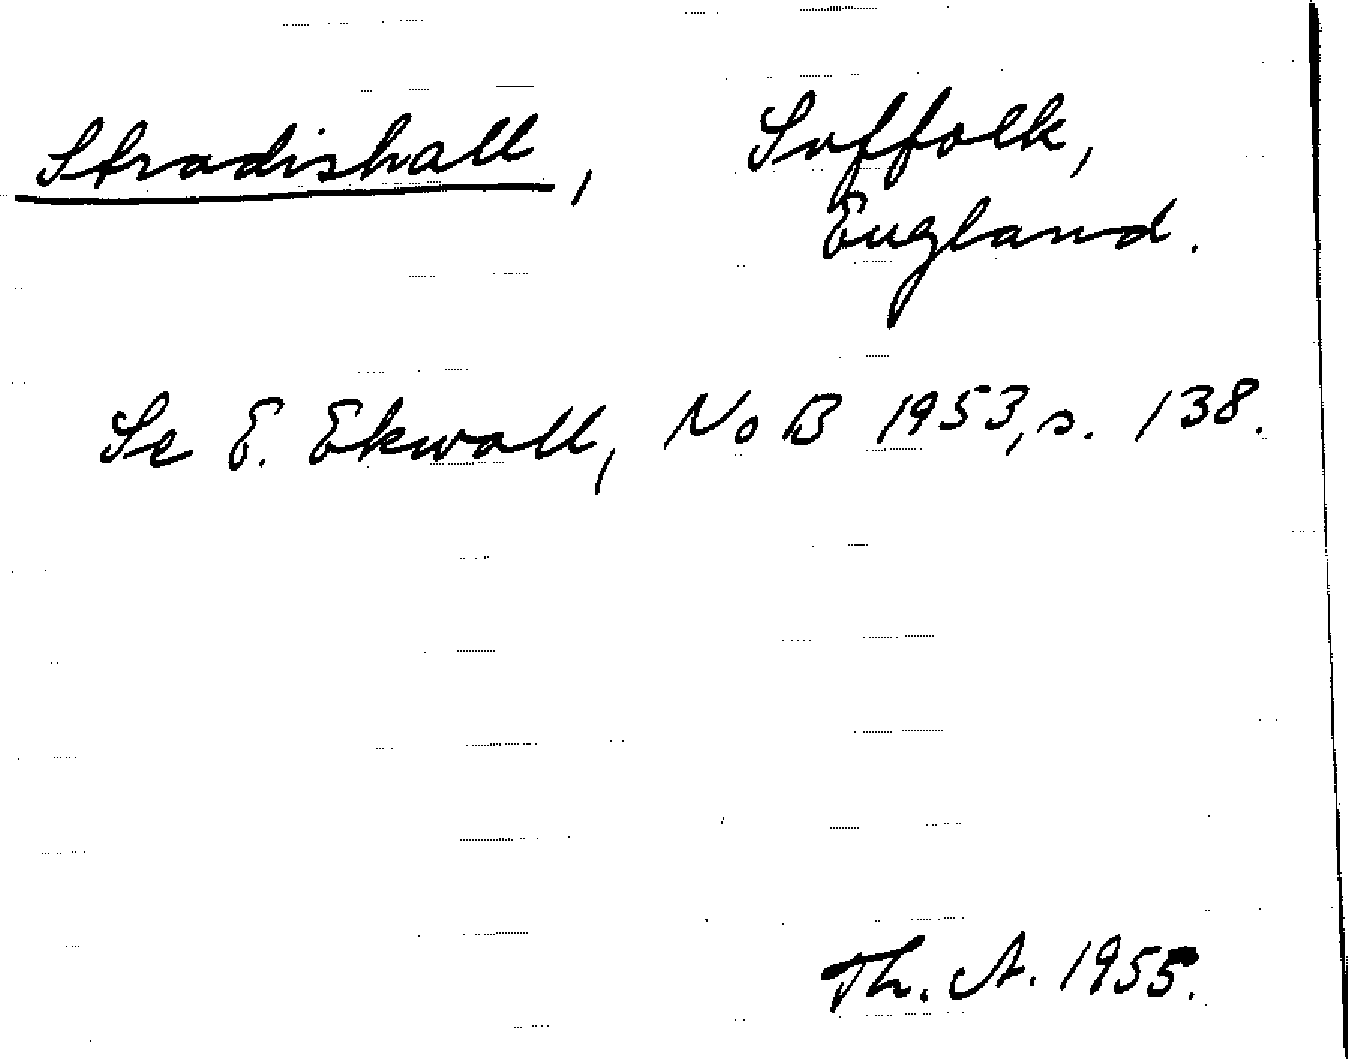 Stradishall, Suffolk,
England.
Se E. Ekwall, NoB 1953, s. 138.
Th. A. 1955.